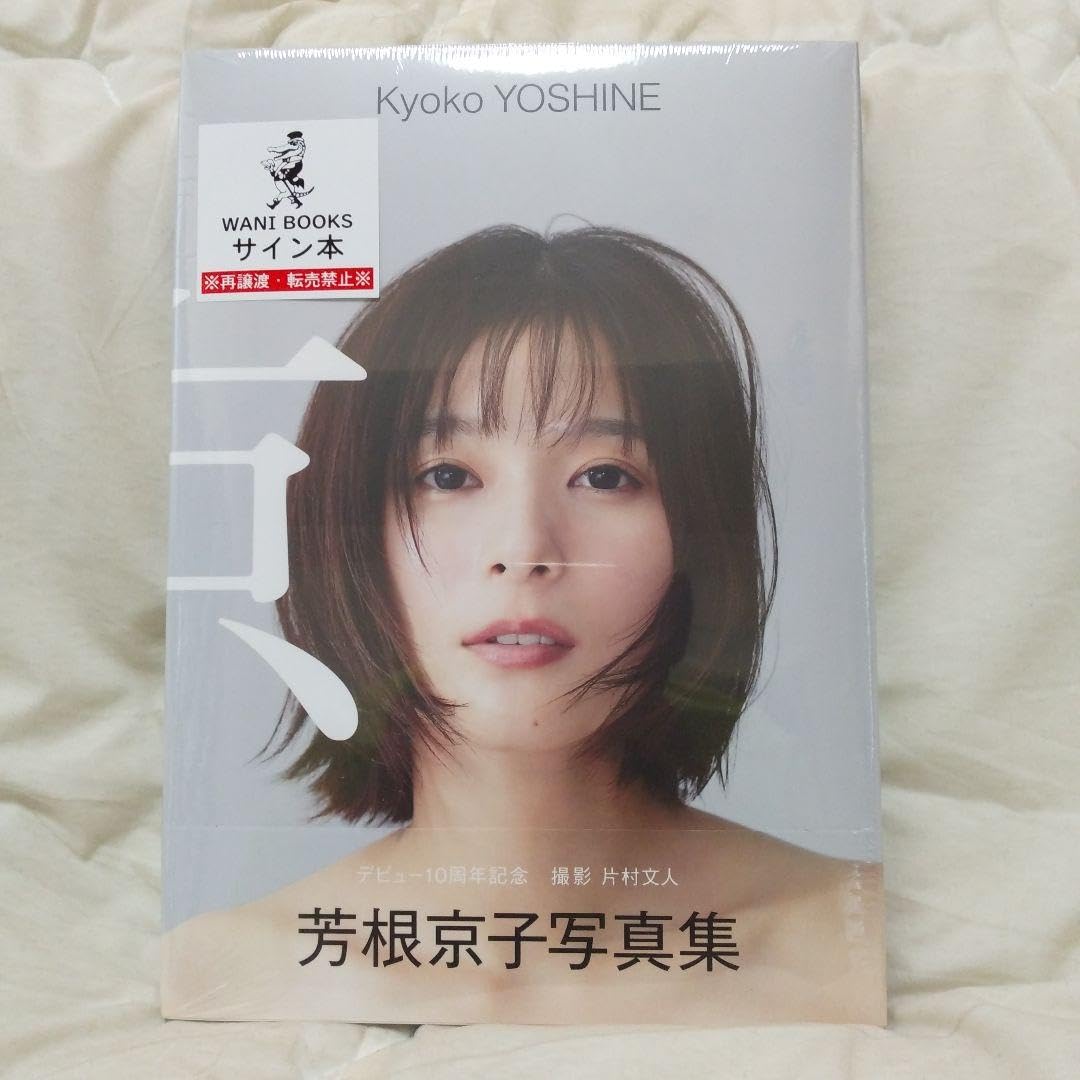 Kyoko YOSHINE
WANI BOOKS
サイン本
※再譲渡・転売禁止※
デビュー10周年記念 撮影 片村文人
芳根京子写真集